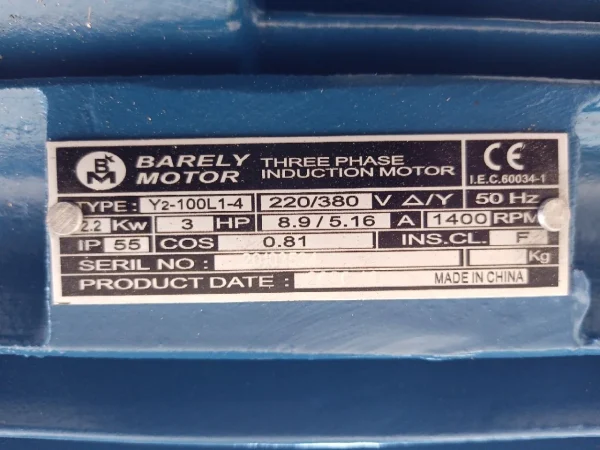 BARELY MOTOR
THREE PHASE INDUCTION MOTOR
CE
I.E.C.60034-1
TYPE: Y2-100L1-4 220/380 V Δ/Y 50 Hz
2.2 Kw 3 HP 8.9/5.16 A 1400 RPM
IP 55 COS 0.81 INS.CL. F
SERIL NO: Kg
PRODUCT DATE: MADE IN CHINA